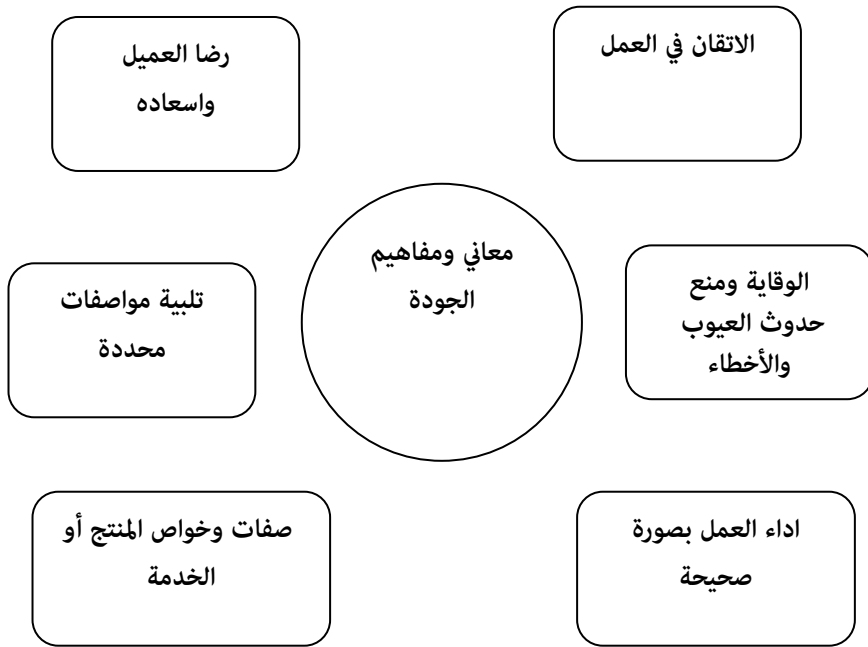 الاتقان في العمل
رضا العميل
واسعاده
معاني ومفاهيم
الجودة
الوقاية ومنع
حدوث العيوب
والأخطاء
تلبية مواصفات
محددة
اداء العمل بصورة
صحيحة
صفات وخواص المنتج أو
الخدمة